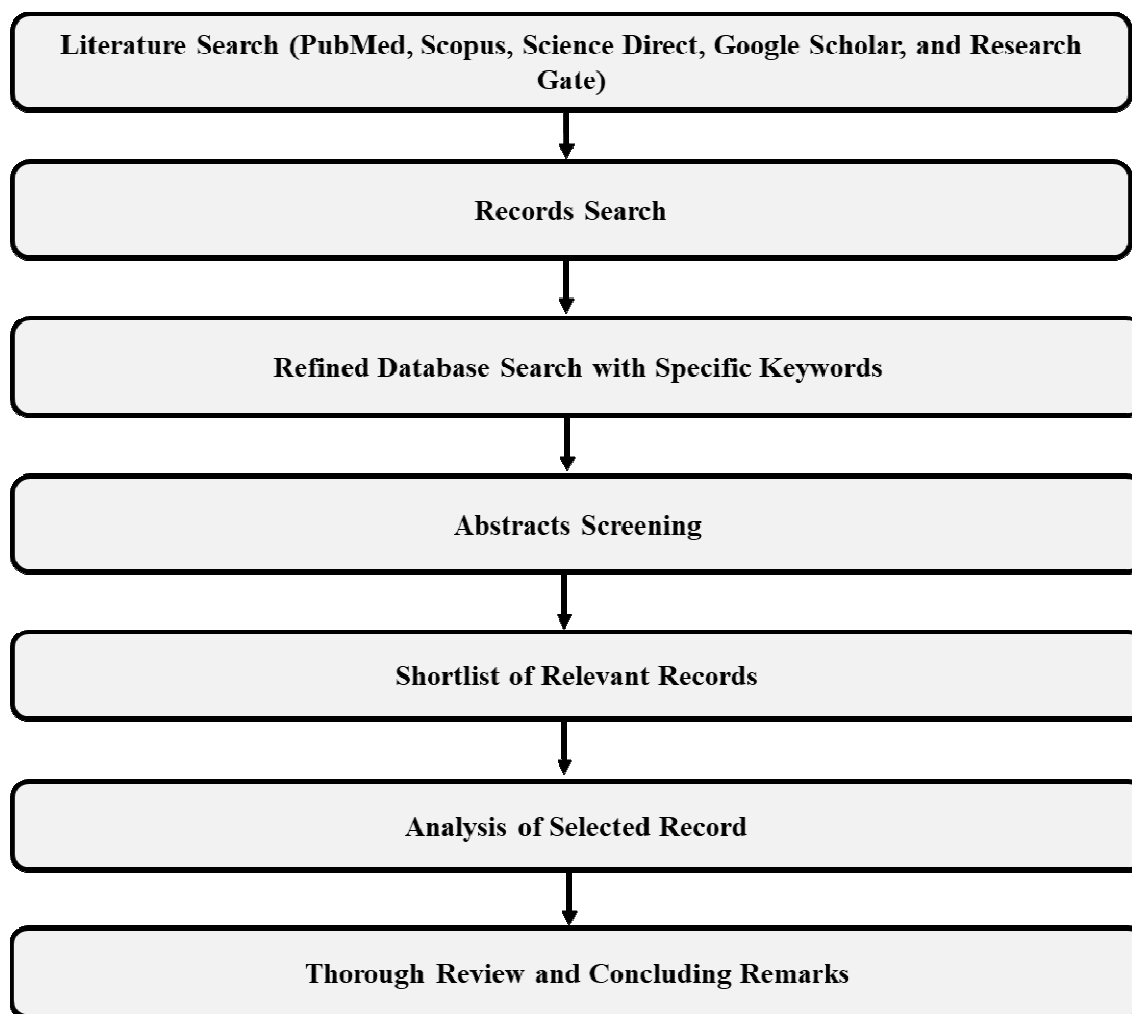 Literature Search (PubMed, Scopus, Science Direct, Google Scholar, and Research
Gate)
Records Search
Refined Database Search with Specific Keywords
Abstracts Screening
Shortlist of Relevant Records
Analysis of Selected Record
Thorough Review and Concluding Remarks